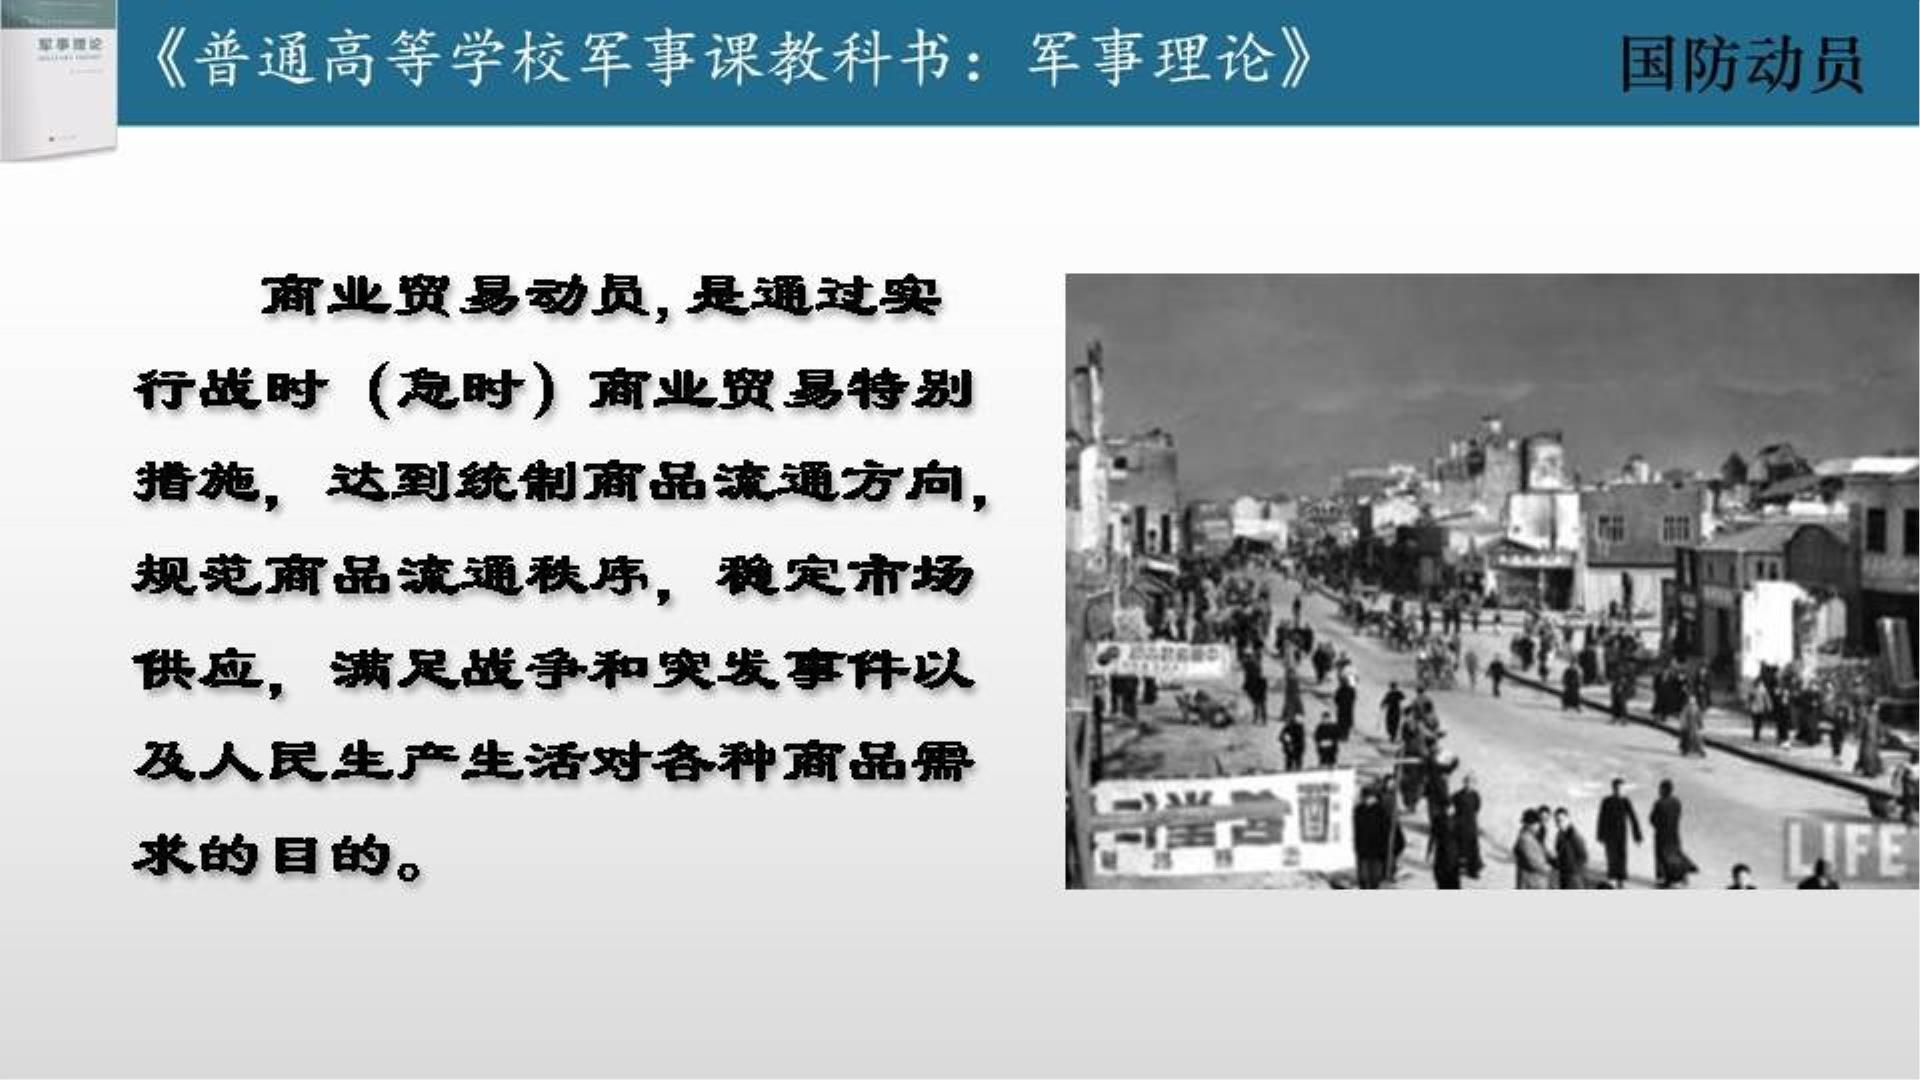 军事理论
《普通高等学校军事课教科书：军事理论》
国防动员
商业贸易动员,是通过实
行战时（急时）商业贸易特别
措施，达到统制商品流通方向，
规范商品流通秩序，稳定市场
供应，满足战争和突发事件以
及人民生产生活对各种商品需
求的目的。
LIFE